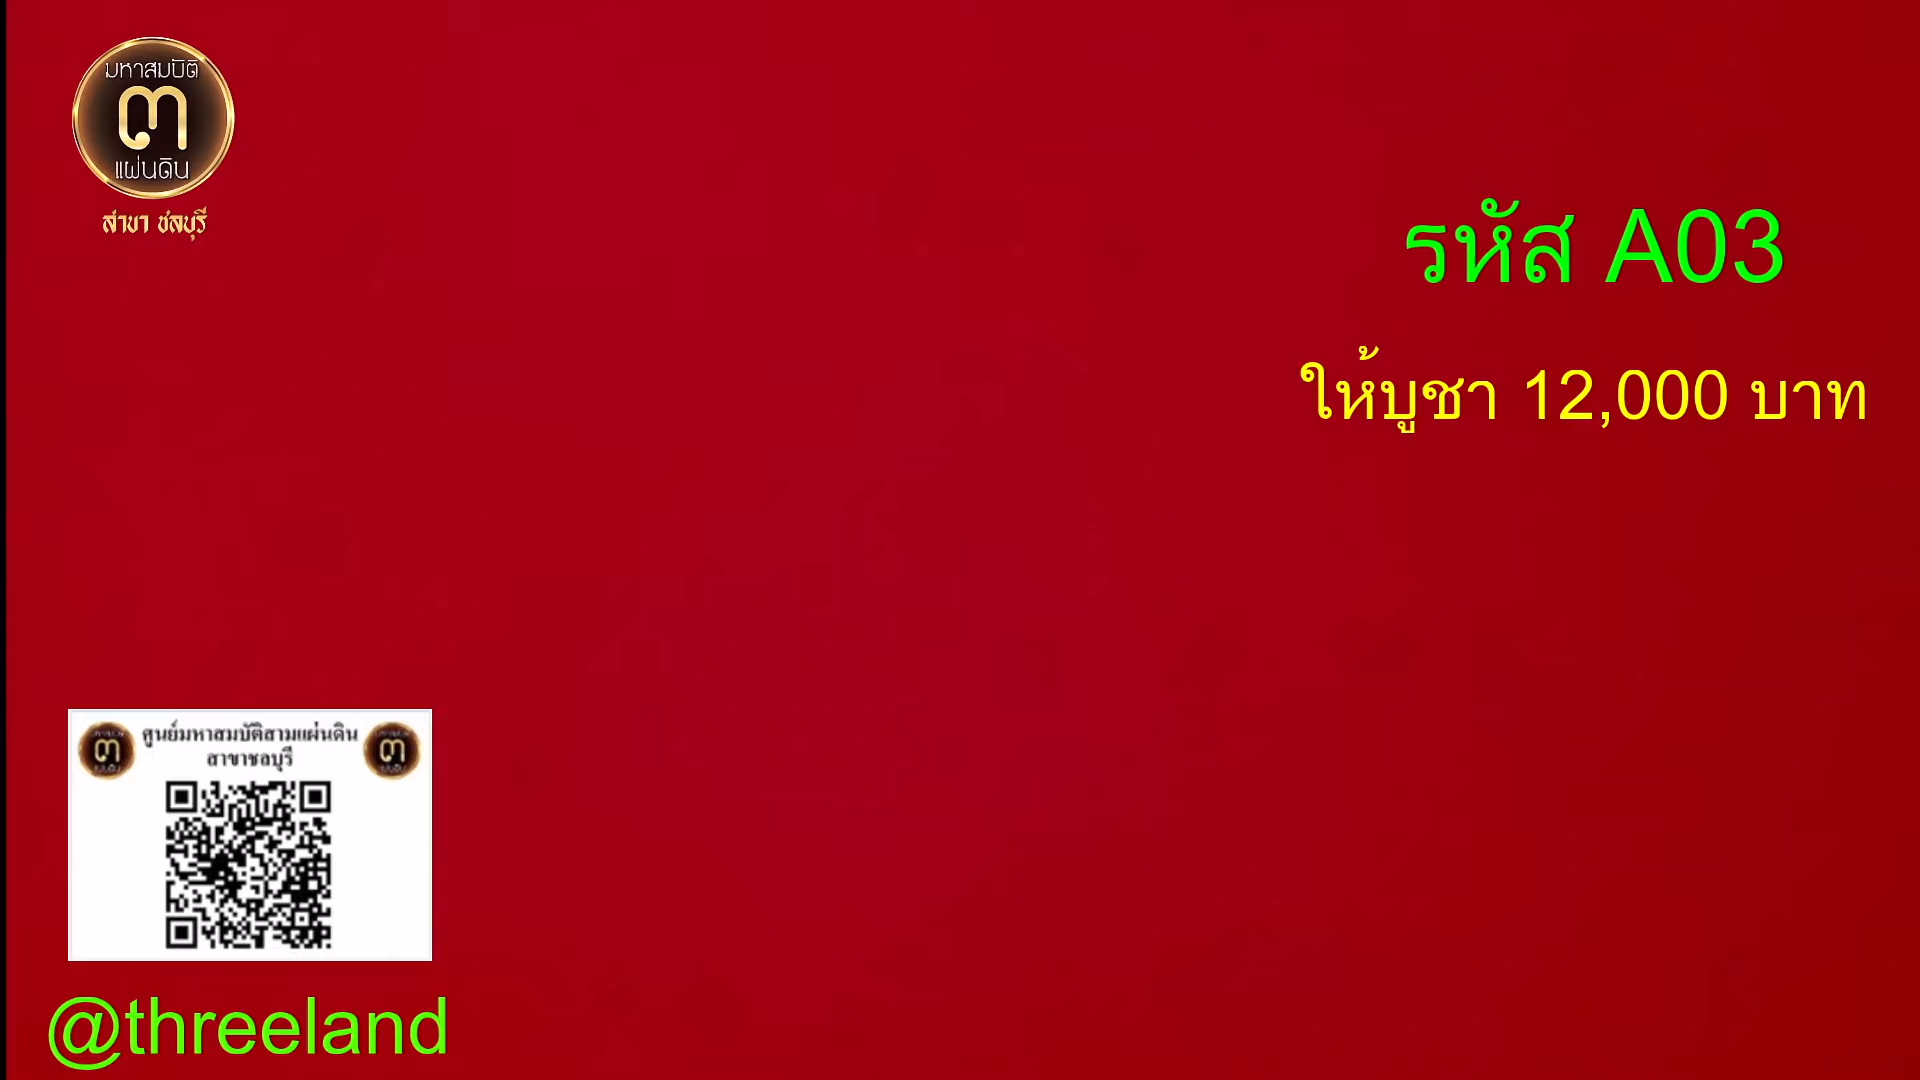 มหาสมบัติ
๓
แผ่นดิน
สาขา ชลบุรี
รหัส A03
ให้บูชา 12,000 บาท
ศูนย์มหาสมบัติสามแผ่นดิน
สาขาชลบุรี
@threeland